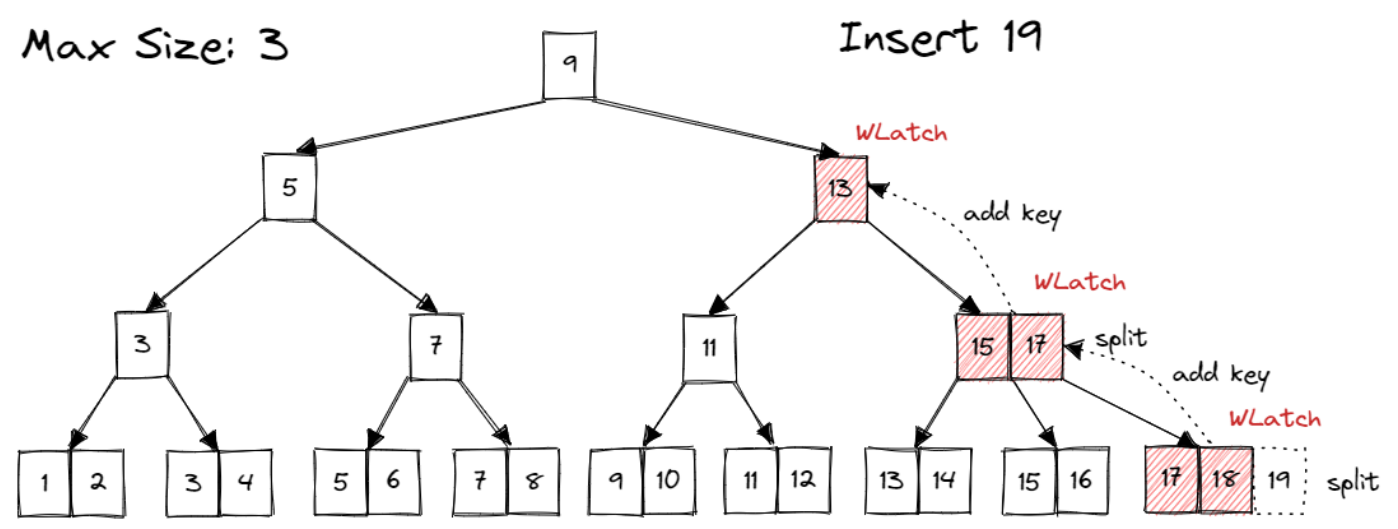 Max Size: 3
Insert 19
9
WLatch
5
13
add key
WLatch
3
7
11
15 17
split
add key
WLatch
1 2
3 4
5 6
7 8
9 10
11 12
13 14
15 16
17 18 19
split